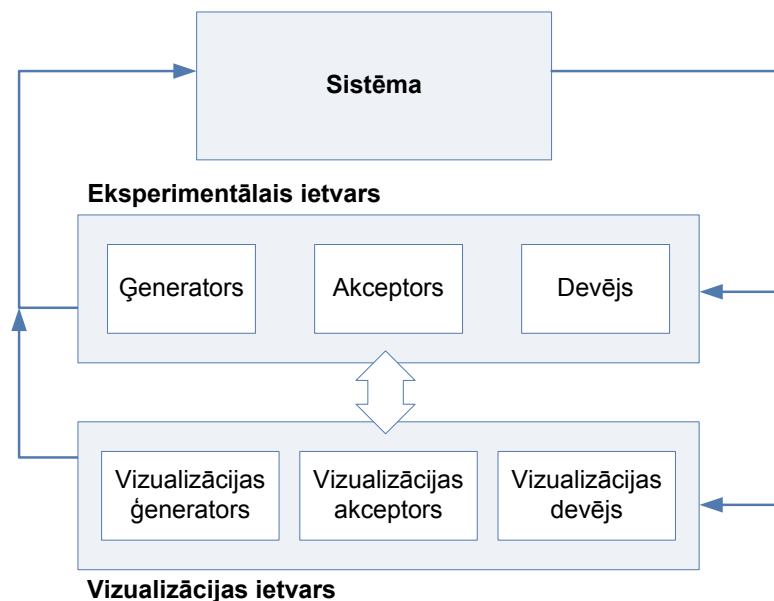 Sistēma
Eksperimentālais ietvars
Ģenerators
Akceptors
Devējs
Vizualizācijas
ģenerators
Vizualizācijas
akceptors
Vizualizācijas
devējs
Vizualizācijas ietvars